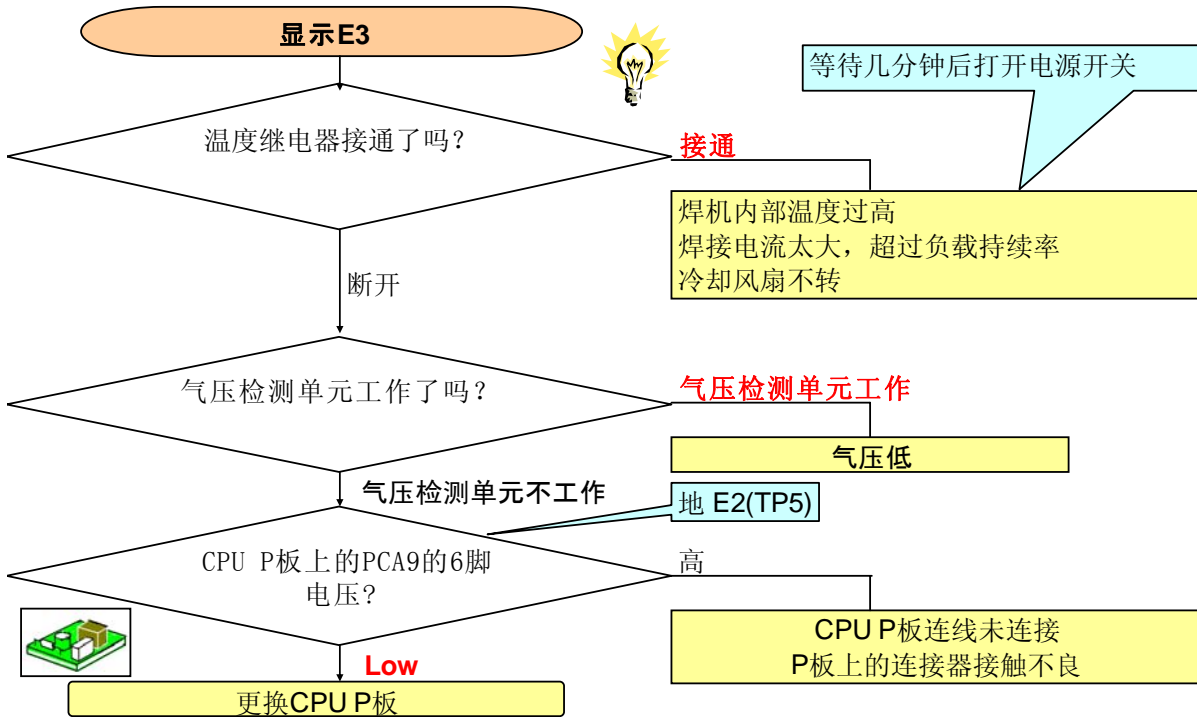 显示E3
等待几分钟后打开电源开关
温度继电器接通了吗?
接通
焊机内部温度过高
焊接电流太大，超过负载持续率
冷却风扇不转
断开
气压检测单元工作了吗?
气压检测单元工作
气压低
气压检测单元不工作
地 E2(TP5)
CPU P板上的PCA9的6脚
电压?
高
CPU P板连线未连接
P板上的连接器接触不良
Low
更换CPU P板